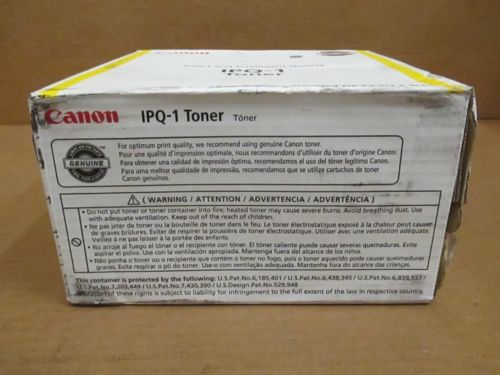 IPQ-1
Toner
Canon IPQ-1 Toner Tóner
GENUINE
For optimum print quality, we recommend using genuine Canon toner.
Pour une qualité d'impression optimale, nous recommandons d'utiliser du toner d'origine Canon.
Para obtener una calidad de impresión óptima, recomendamos el uso del tóner legítimo Canon.
Para uma melhor qualidade de impressão, recomendamos que se utilize cartuchos de toner
Canon genuínos.
( WARNING / ATTENTION / ADVERTENCIA / ADVERTÊNCIA )
• Do not put toner or toner container into fire; heated toner may cause severe burns. Avoid breathing dust. Use
with adequate ventilation. Keep out of the reach of children.
• Ne pas jeter de toner ou la bouteille de toner dans le feu. Le toner électrostatique exposé à la chaleur peut causer
de graves brûlures. Eviter de respirer la poussière de toner électrostatique. Utiliser avec une ventilation adéquate.
Veillez à ne pas laisser à la portée des enfants.
• No arroje al fuego el tóner o el recipiente con tóner. El tóner caliente puede causar severas quemaduras. Evite
aspirar el polvo. Use con la ventilación apropiada. Mantenga fuera del alcance de los niños.
• Não ponha o toner ou o recipiente que contém o toner no fogo, pois o toner aquecido pode causar queimaduras
graves. Evite respirar o pó do toner. Use-o com ventilação adequada. Mantenha fora do alcance das crianças.
This container is protected by the following patents: U.S.Pat.No.6,185,401 / U.S.Pat.No.6,438,345 / U.S.Pat.No.6,839,533 /
U.S.Pat.No.7,203,449 / U.S.Pat.No.7,430,390 / U.S.Design.Pat.No.529,948
of these rights is subject to liability for infringement to the full extent of the law in respective country.